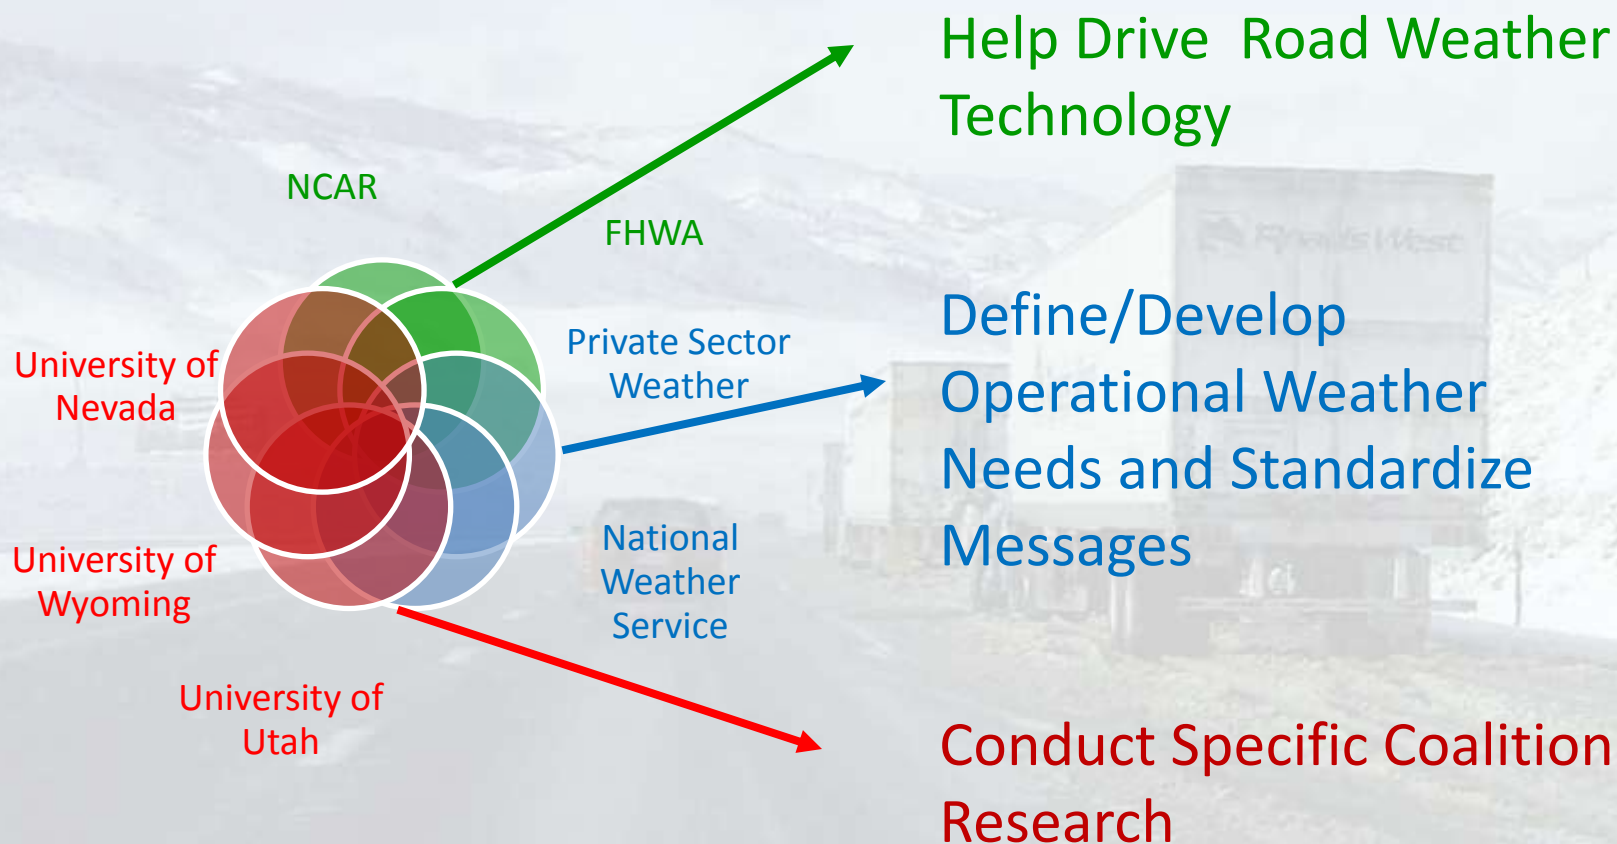 Help Drive Road Weather
Technology
NCAR
FHWA
Private Sector
Weather
University of
Nevada
Define/Develop
Operational Weather
Needs and Standardize
Messages
National
Weather
Service
University of
Wyoming
University of
Utah
Conduct Specific Coalition
Research